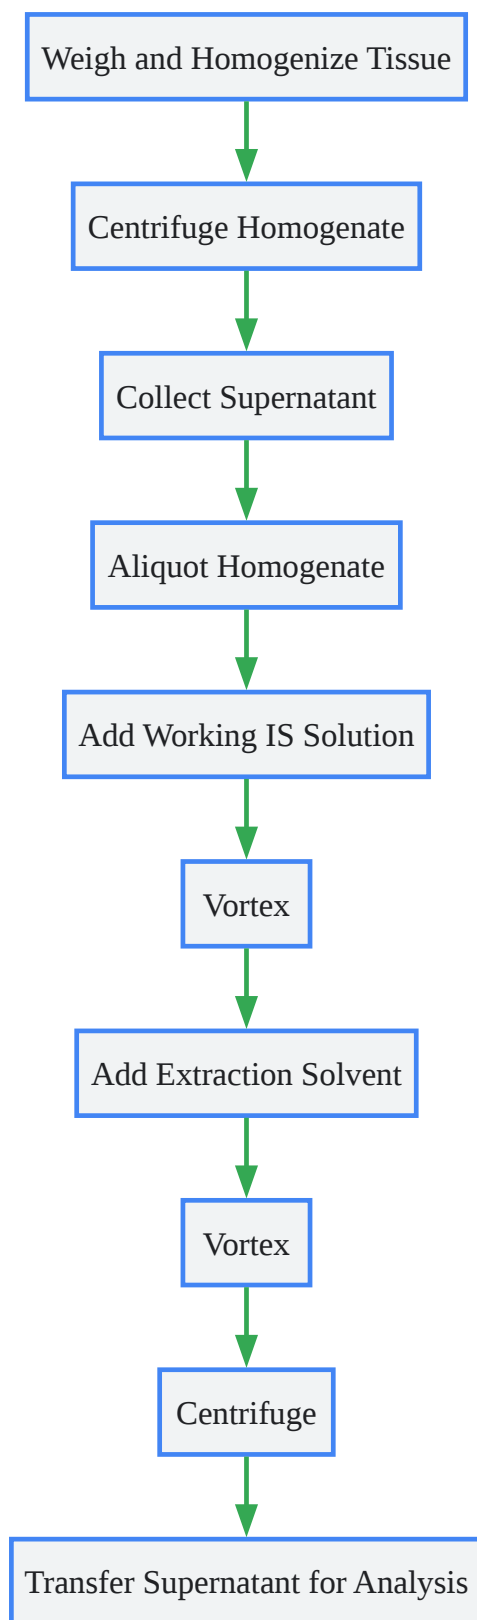 Weigh and Homogenize Tissue
Centrifuge Homogenate
Collect Supernatant
Aliquot Homogenate
Add Working IS Solution
Vortex
Add Extraction Solvent
Vortex
Centrifuge
Transfer Supernatant for Analysis